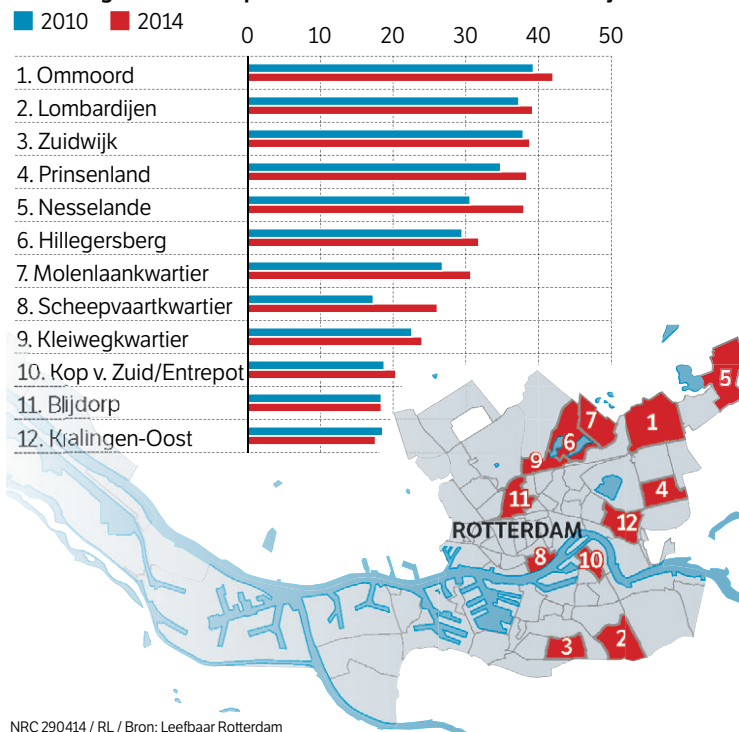 2010 2014
0 10 20 30 40 50
1. Ommoord
2. Lombardijen
3. Zuidwijk
4. Prinsenland
5. Nesselande
6. Hillegersberg
7. Molenlaankwartier
8. Scheepvaartkwartier
9. Kleiwegkwartier
10. Kop v. Zuid/Entrepot
11. Blijdorp
12. Kralingen-Oost
5
7
1
6
9
4
11
12
ROTTERDAM
8
10
2
3
NRC 290414 / RL / Bron: Leefbaar Rotterdam